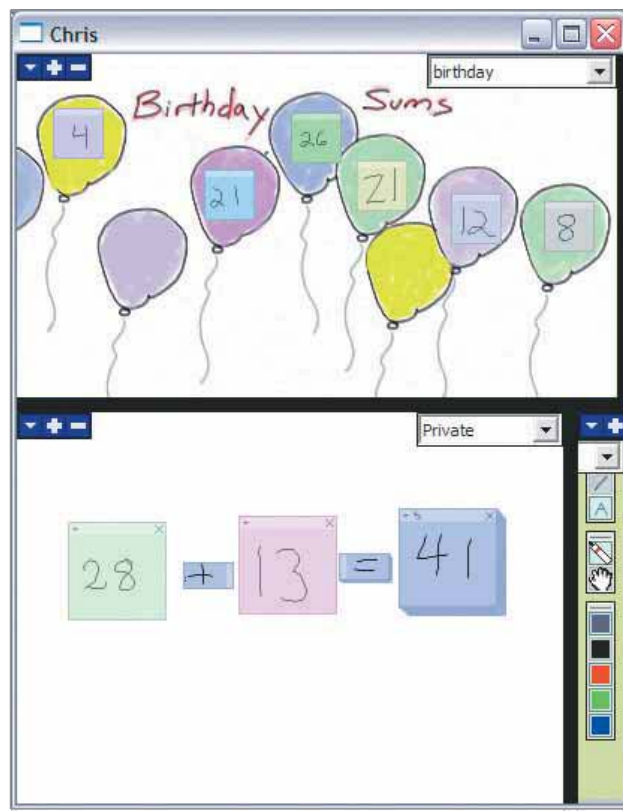 Chris
birthday
Birthday Sums
4
26
21
21
12
8
Private
28 + 13 = 41
A